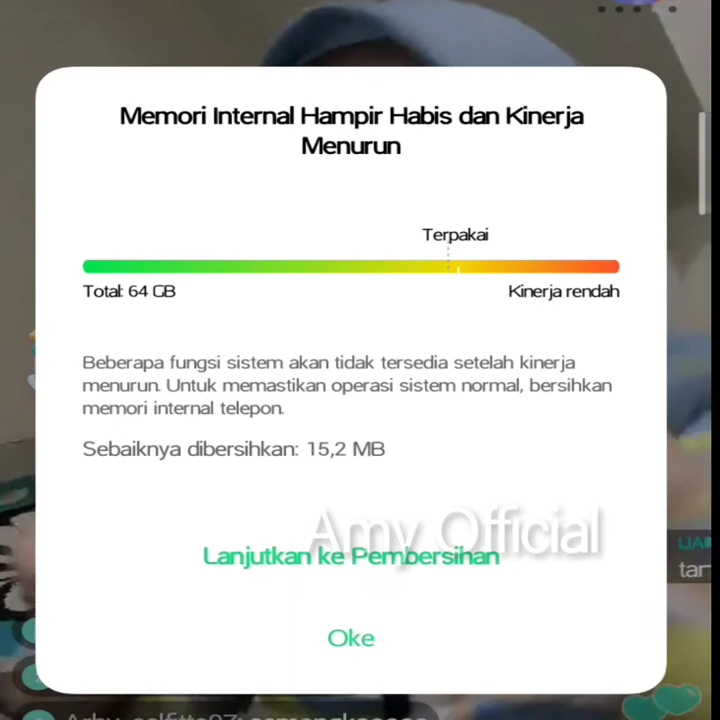 Memori Internal Hampir Habis dan Kinerja
Menurun
Terpakai
Total: 64 GB
Kinerja rendah
Beberapa fungsi sistem akan tidak tersedia setelah kinerja
menurun. Untuk memastikan operasi sistem normal, bersihkan
memori internal telepon.
Sebaiknya dibersihkan: 15,2 MB
Amy Official
Lanjutkan ke Pembersihan
Oke